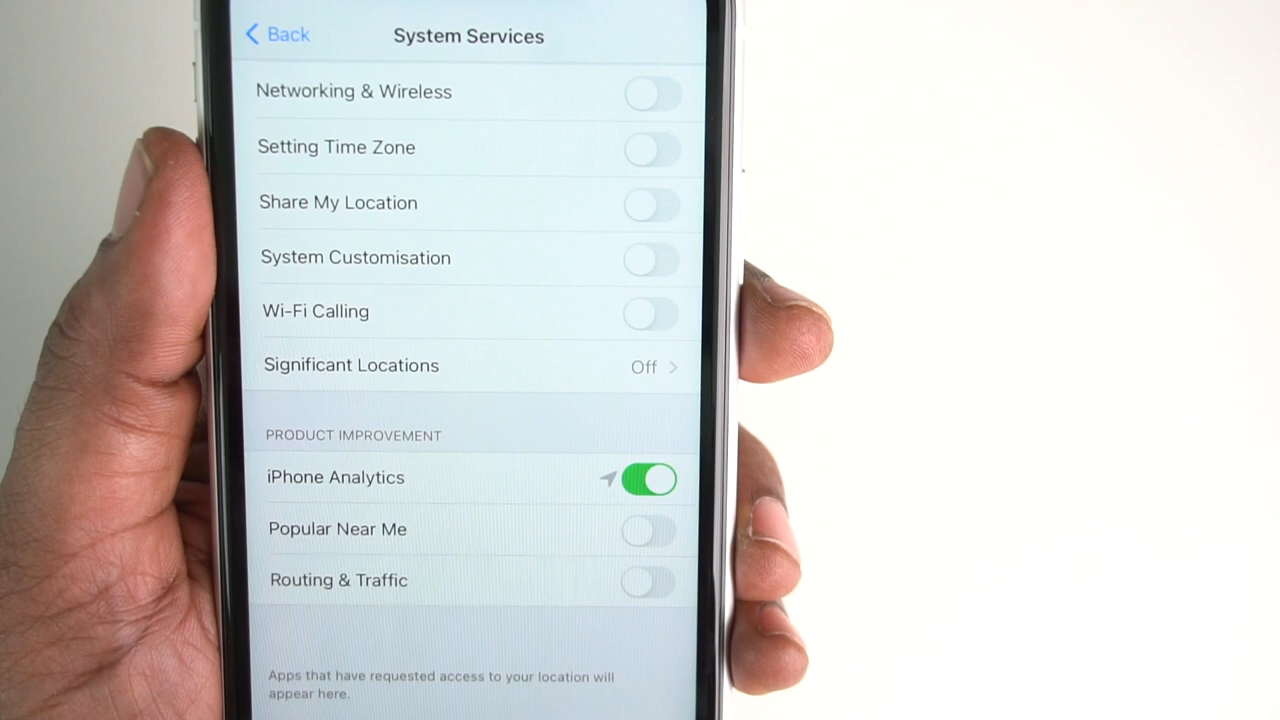 Back System Services
Networking & Wireless
Setting Time Zone
Share My Location
System Customisation
Wi-Fi Calling
Significant Locations Off
PRODUCT IMPROVEMENT
iPhone Analytics
Popular Near Me
Routing & Traffic
Apps that have requested access to your location will
appear here.